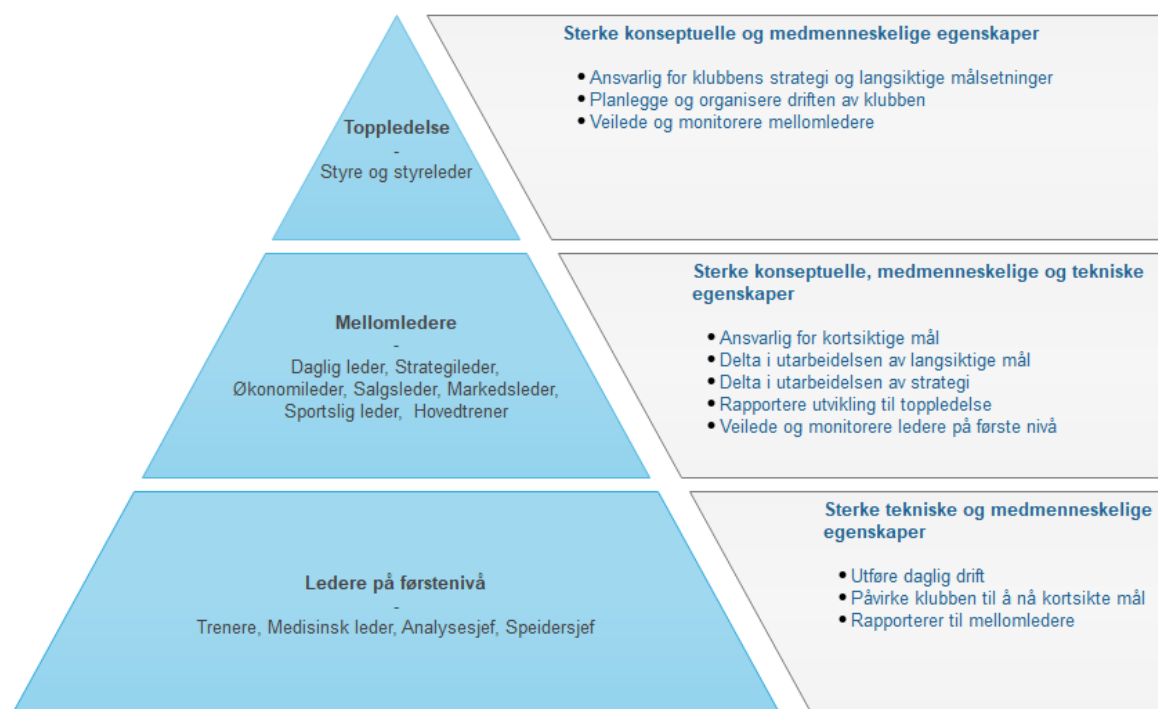 Sterke konseptuelle og medmenneskelige egenskaper
• Ansvarlig for klubbens strategi og langsiktige målsetninger
• Planlegge og organisere driften av klubben
• Veilede og monitorere mellomledere
Toppledelse
-
Styre og styreleder
Sterke konseptuelle, medmenneskelige og tekniske
egenskaper
• Ansvarlig for kortsiktige mål
• Delta i utarbeidelsen av langsiktige mål
• Delta i utarbeidelsen av strategi
• Rapportere utvikling til toppledelse
• Veilede og monitorere ledere på første nivå
Mellomledere
-
Daglig leder, Strategileder,
Økonomileder, Salgsleder, Markedsleder,
Sportslig leder, Hovedtrener
Sterke tekniske og medmenneskelige
egenskaper
• Utføre daglig drift
• Påvirke klubben til å nå kortsikte mål
• Rapporterer til mellomledere
Ledere på førstenivå
-
Trenere, Medisinsk leder, Analysesjef, Speidersjef